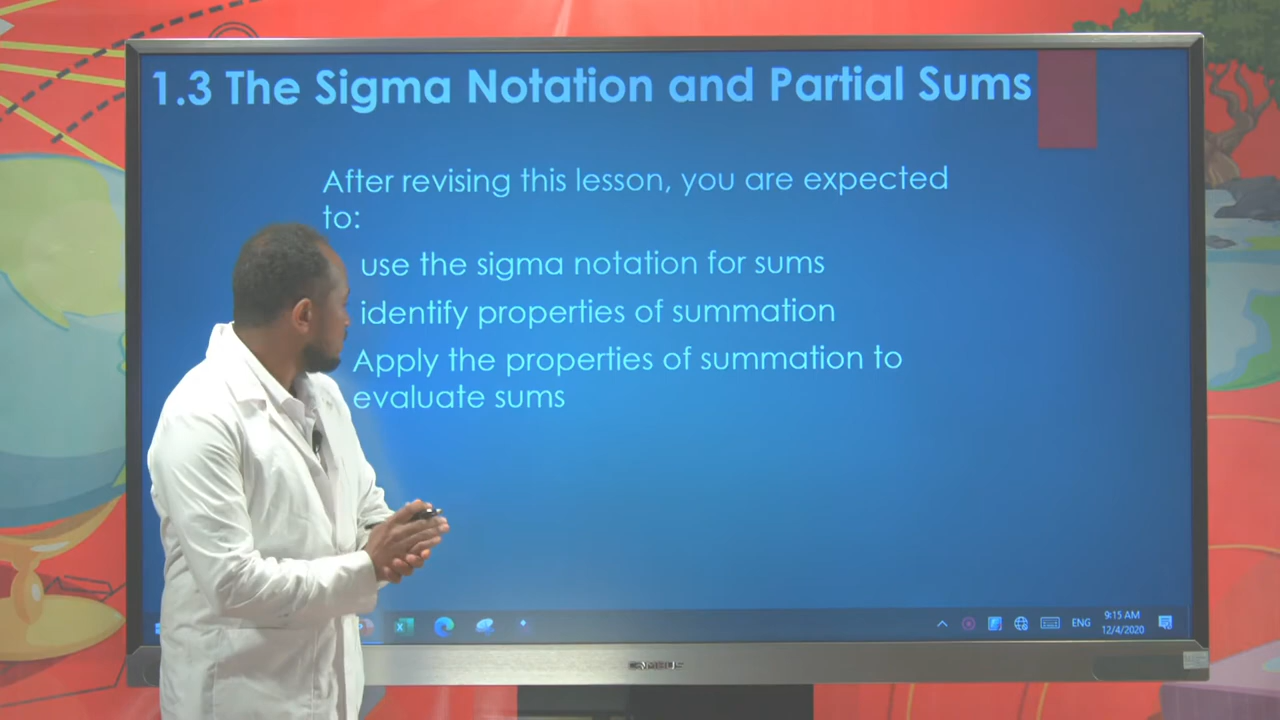 1.3 The Sigma Notation and Partial Sums
After revising this lesson, you are expected
to:
use the sigma notation for sums
identify properties of summation
Apply the properties of summation to
evaluate sums
ENG
9:15 AM
12/4/2020